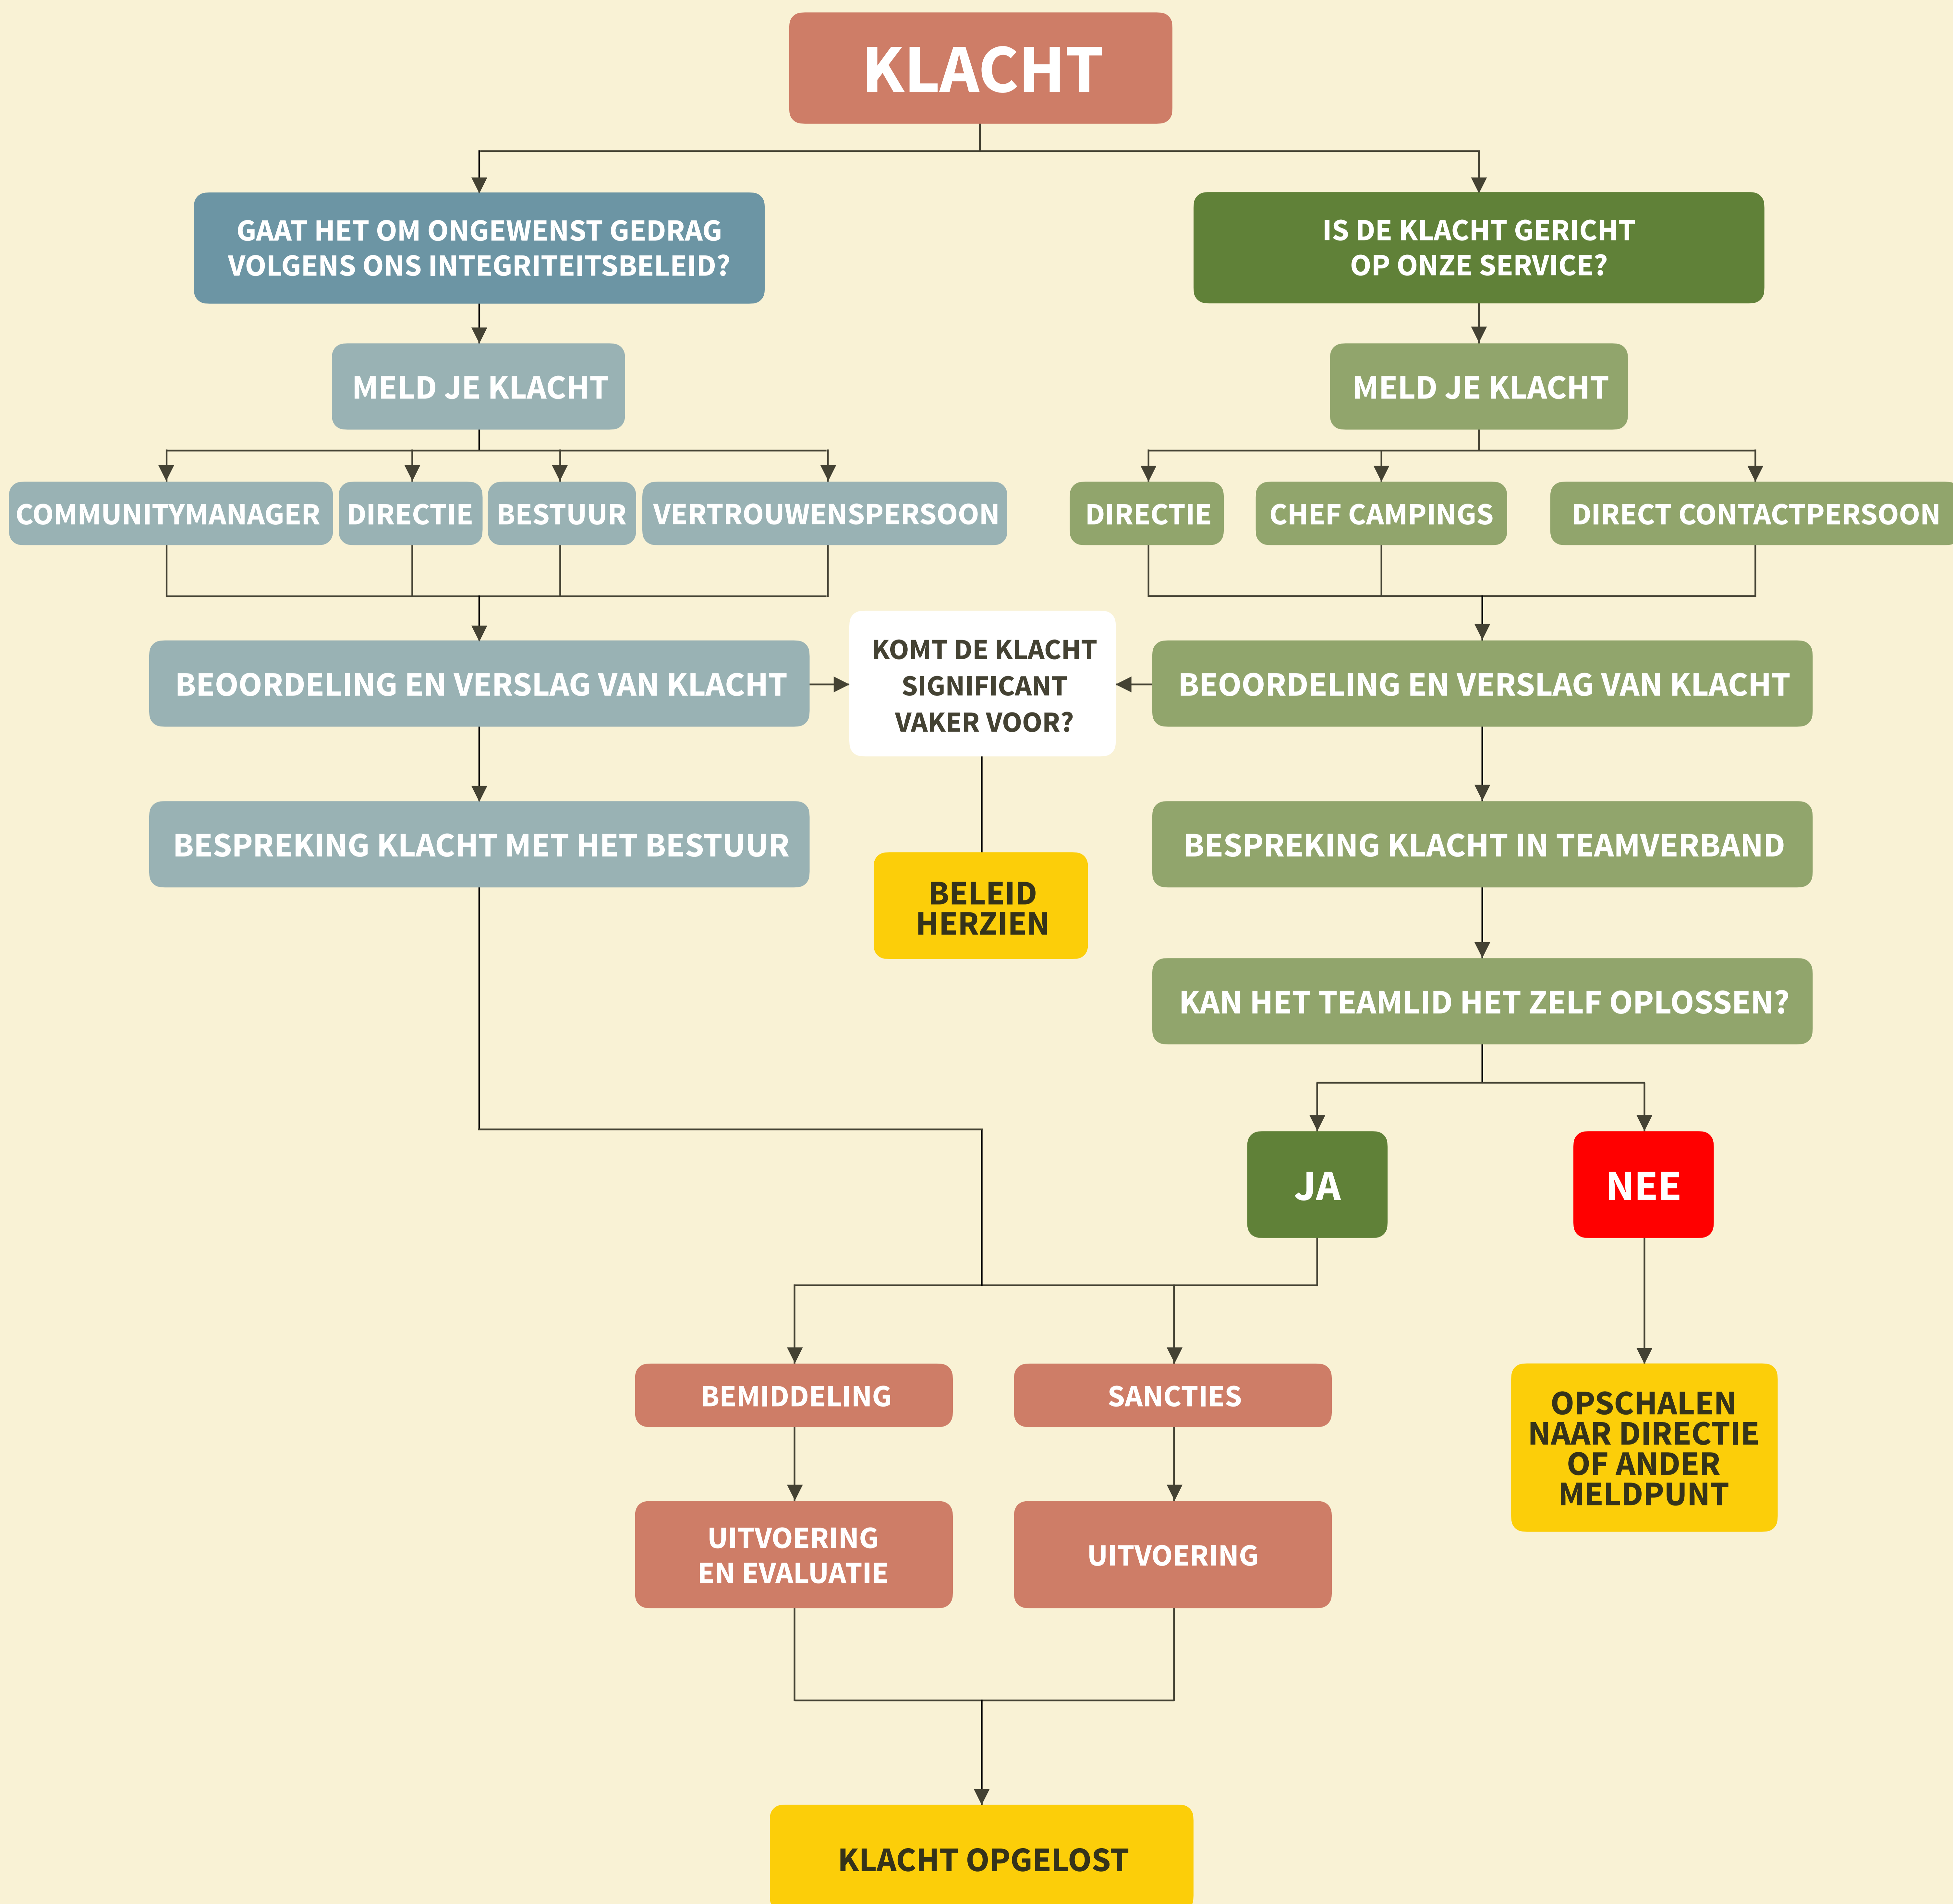 KLACHT
GAAT HET OM ONGEWENST GEDRAG
VOLGENS ONS INTEGRITEITSBELEID?
IS DE KLACHT GERICHT
OP ONZE SERVICE?
MELD JE KLACHT
MELD JE KLACHT
COMMUNITYMANAGER
DIRECTIE
BESTUUR
VERTROUWENSPERSOON
DIRECTIE
CHEF CAMPINGS
DIRECT CONTACTPERSOON
BEOORDELING EN VERSLAG VAN KLACHT
KOMT DE KLACHT
SIGNIFICANT
VAKER VOOR?
BEOORDELING EN VERSLAG VAN KLACHT
BESPREKING KLACHT MET HET BESTUUR
BELEID
HERZIEN
BESPREKING KLACHT IN TEAMVERBAND
KAN HET TEAMLID HET ZELF OPLOSSEN?
JA
NEE
BEMIDDELING
SANCTIES
OPSCHALEN
NAAR DIRECTIE
OF ANDER
MELDPUNT
UITVOERING
EN EVALUATIE
UITVOERING
KLACHT OPGELOST